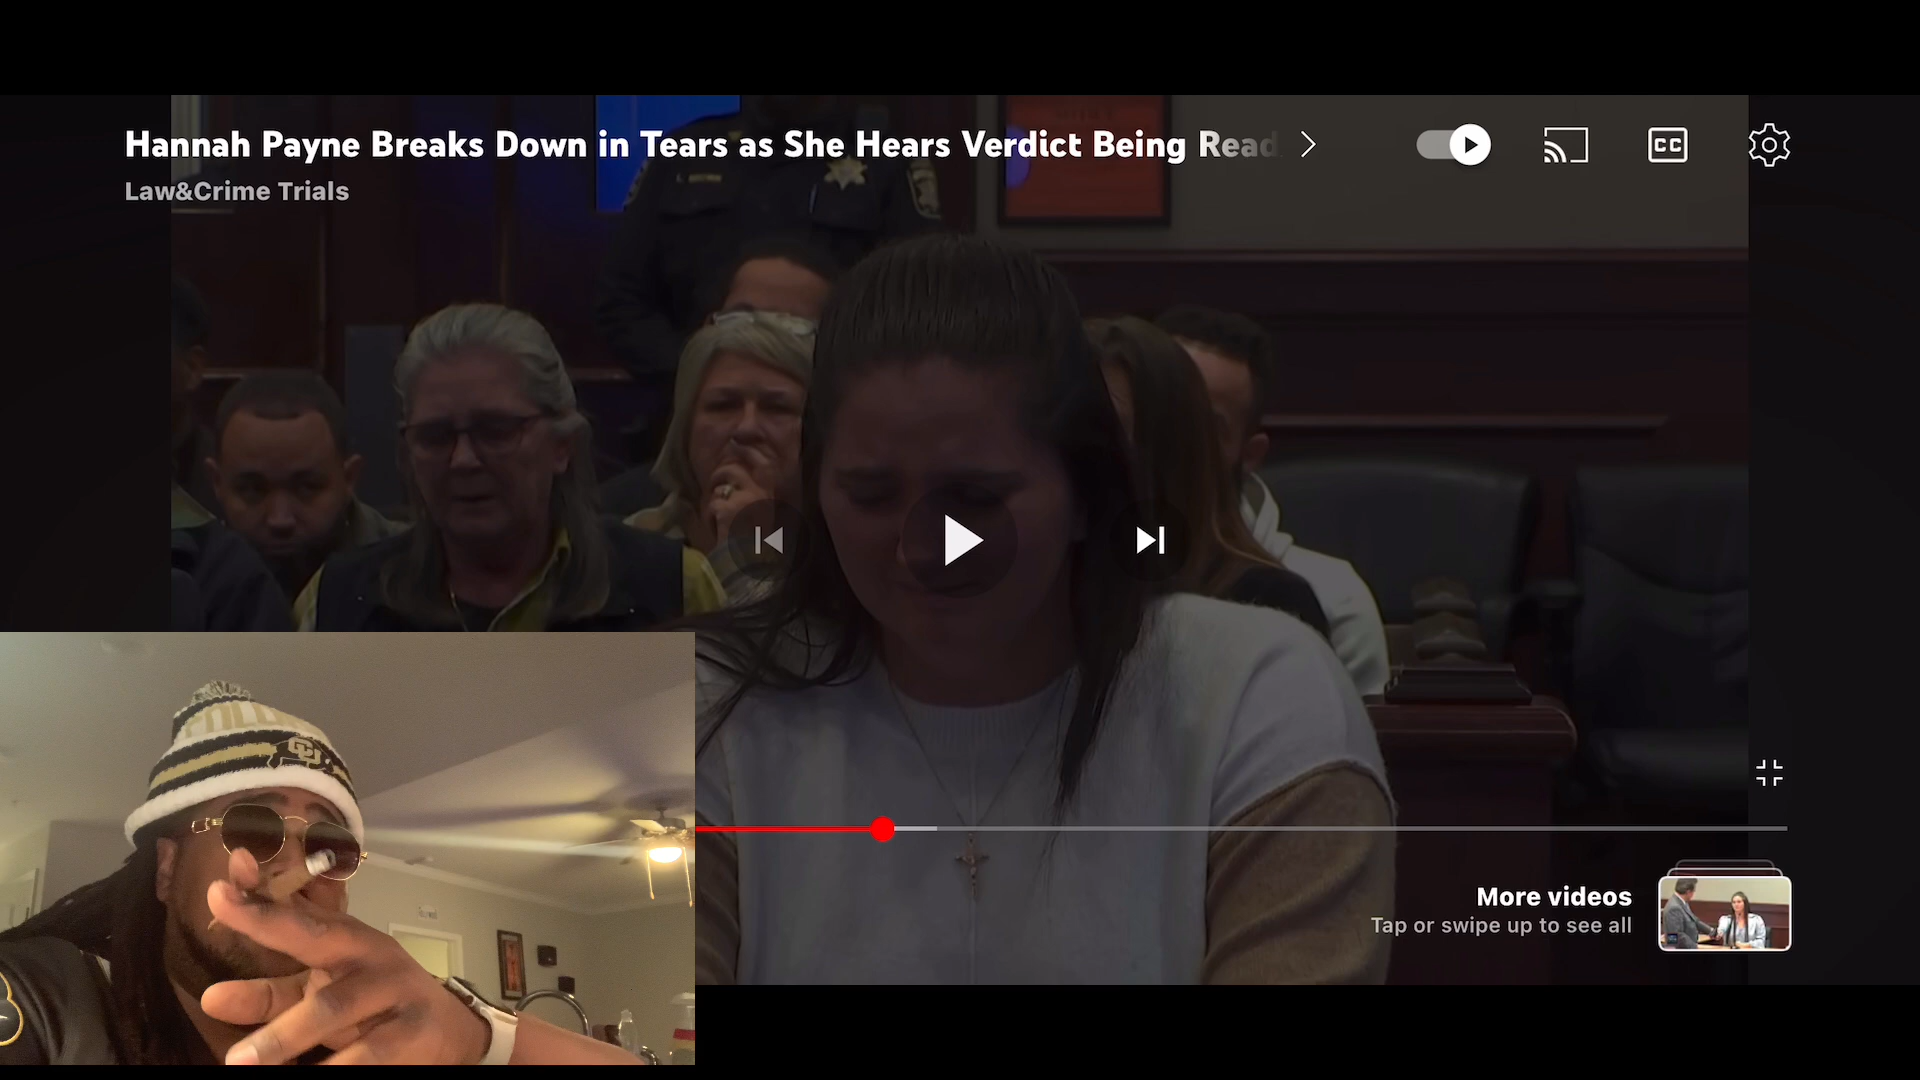 Hannah Payne Breaks Down in Tears as She Hears Verdict Being Read
Law&Crime Trials
CC
More videos
Tap or swipe up to see all
CU